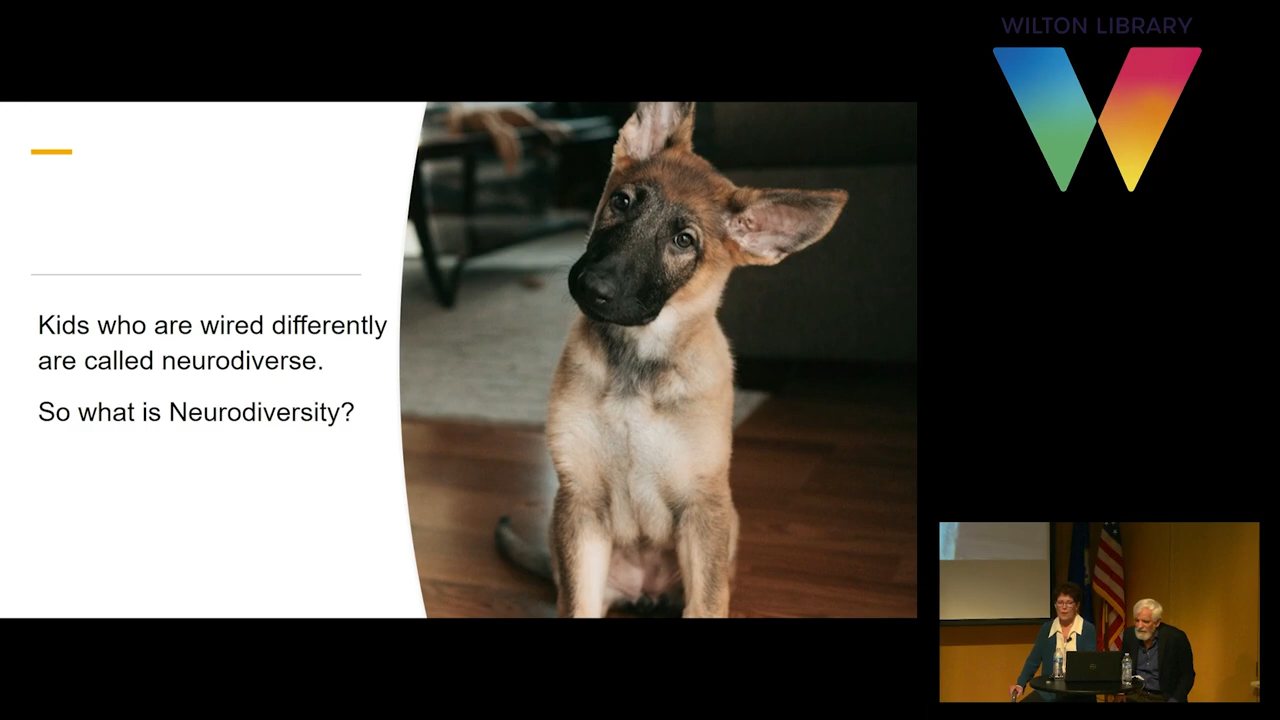 WILTON LIBRARY
Kids who are wired differently
are called neurodiverse.
So what is Neurodiversity?